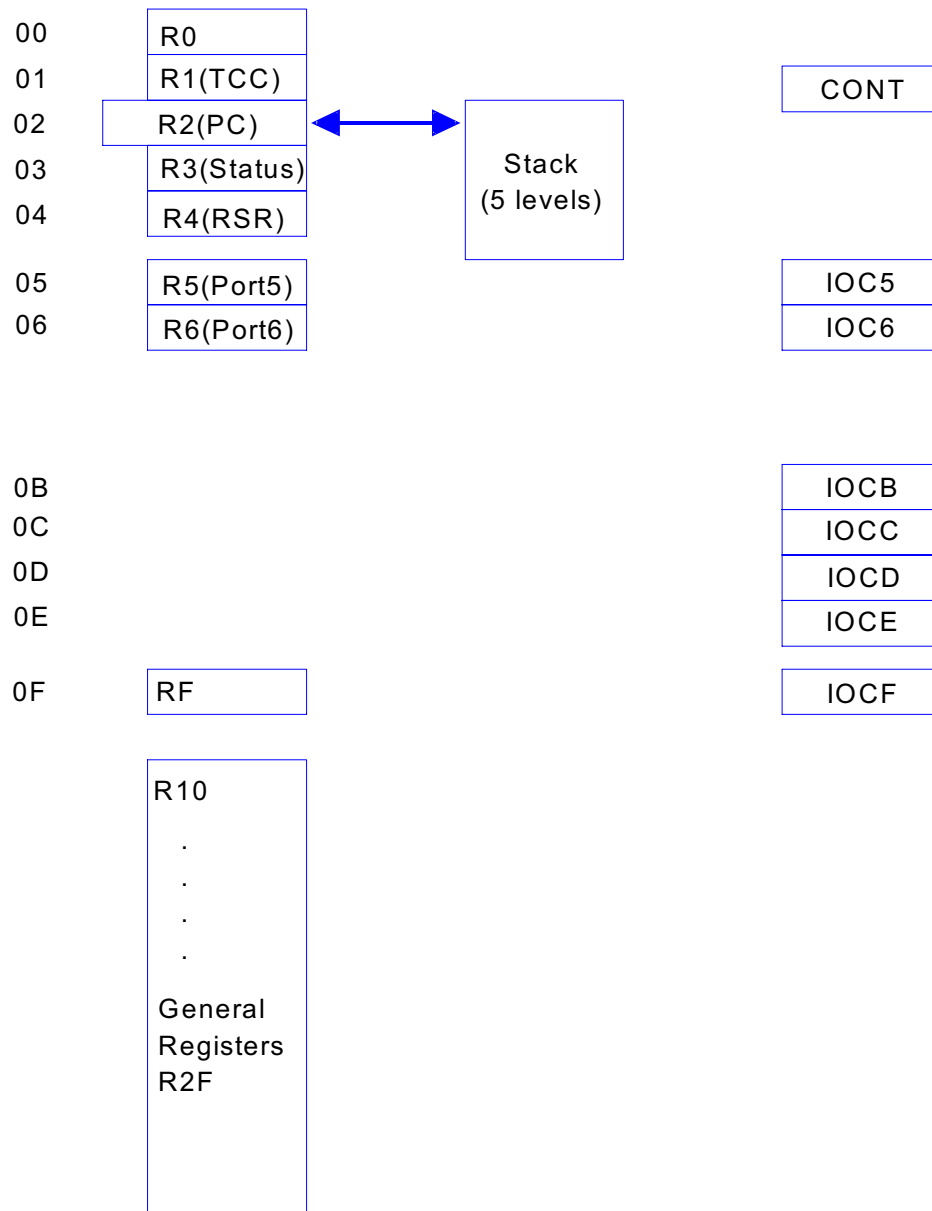 00 R0
01 R1(TCC) CONT
02 R2(PC)
03 R3(Status) Stack
(5 levels)
04 R4(RSR)
05 R5(Port5) IOC5
06 R6(Port6) IOC6
0B IOCB
0C IOCC
0D IOCD
0E IOCE
0F RF IOCF
R10
.
.
.
.
General
Registers
R2F